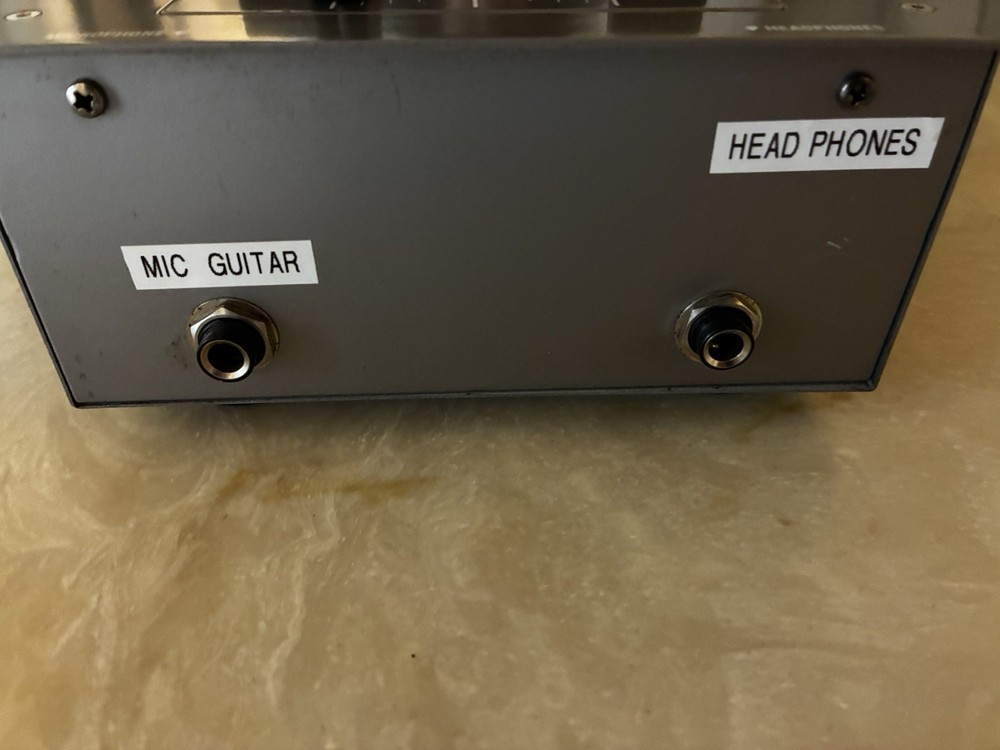 ▼ HEADPHONES
HEAD PHONES
MIC GUITAR